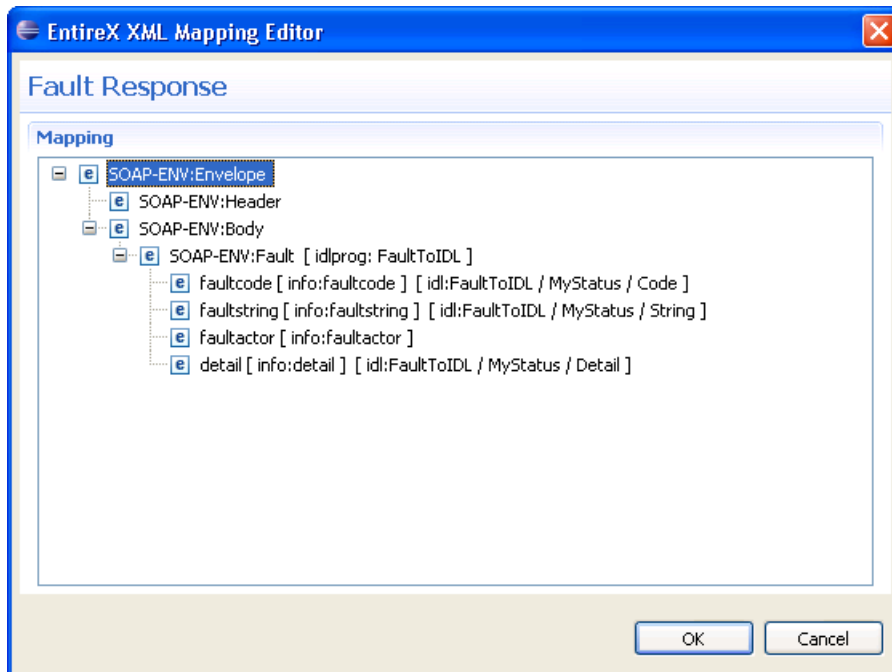 EntireX XML Mapping Editor
Fault Response
Mapping
SOAP-ENV:Envelope
SOAP-ENV:Header
SOAP-ENV:Body
SOAP-ENV:Fault [ idlprog: FaultToIDL ]
faultcode [ info:faultcode ] [ idl:FaultToIDL / MyStatus / Code ]
faultstring [ info:faultstring ] [ idl:FaultToIDL / MyStatus / String ]
faultactor [ info:faultactor ]
detail [ info:detail ] [ idl:FaultToIDL / MyStatus / Detail ]
OK Cancel